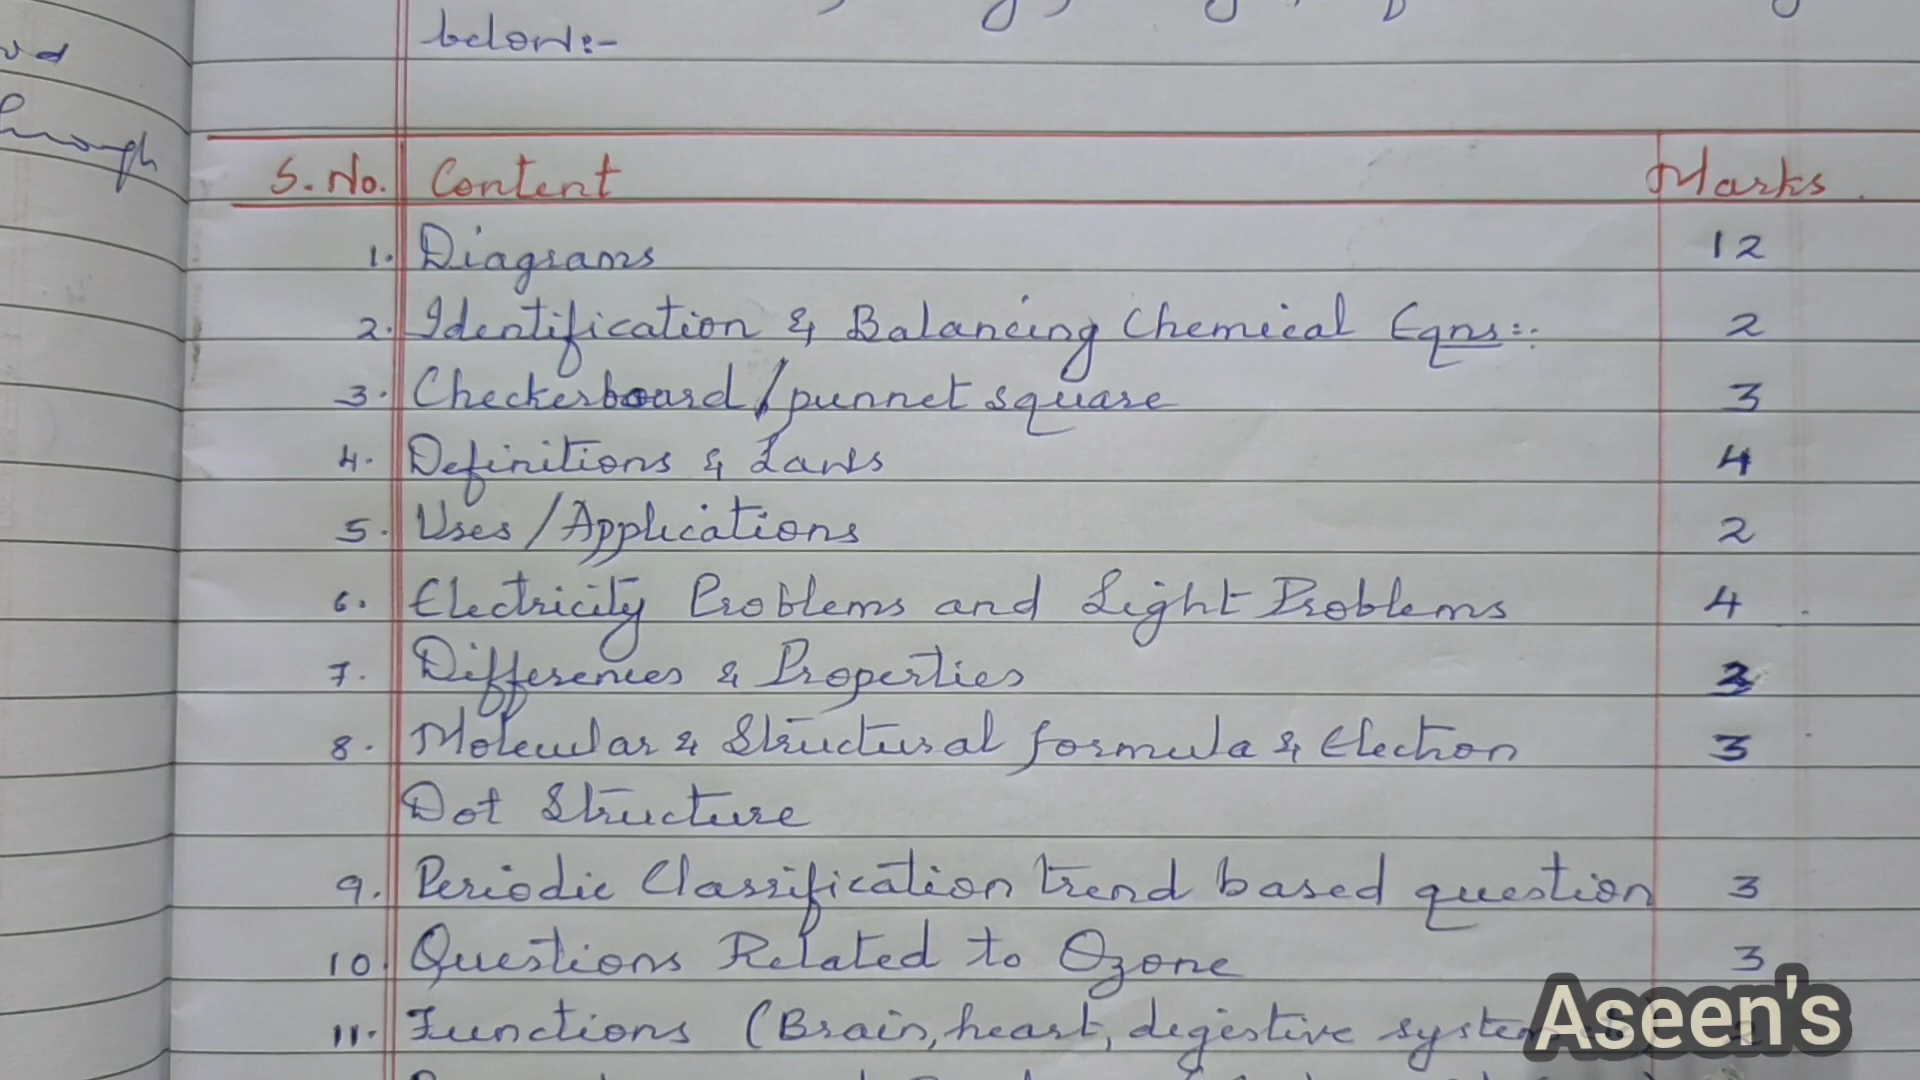 below:-
through
S. No. Content Marks
1. Diagrams 12
2. Identification & Balancing Chemical Eqns:. 2
3. Checkerboard/punnet square 3
4. Definitions & Laws 4
5. Uses/Applications 2
6. Electricity Problems and Light Problems 4
7. Differences & Properties
8. Molecular & Structural formula & Electron 3
Dot Structure
9. Periodic Classification trend based question 3
10. Questions Related to Ozone 3
11. Functions (Brain, heart, digestive system
Aseen's